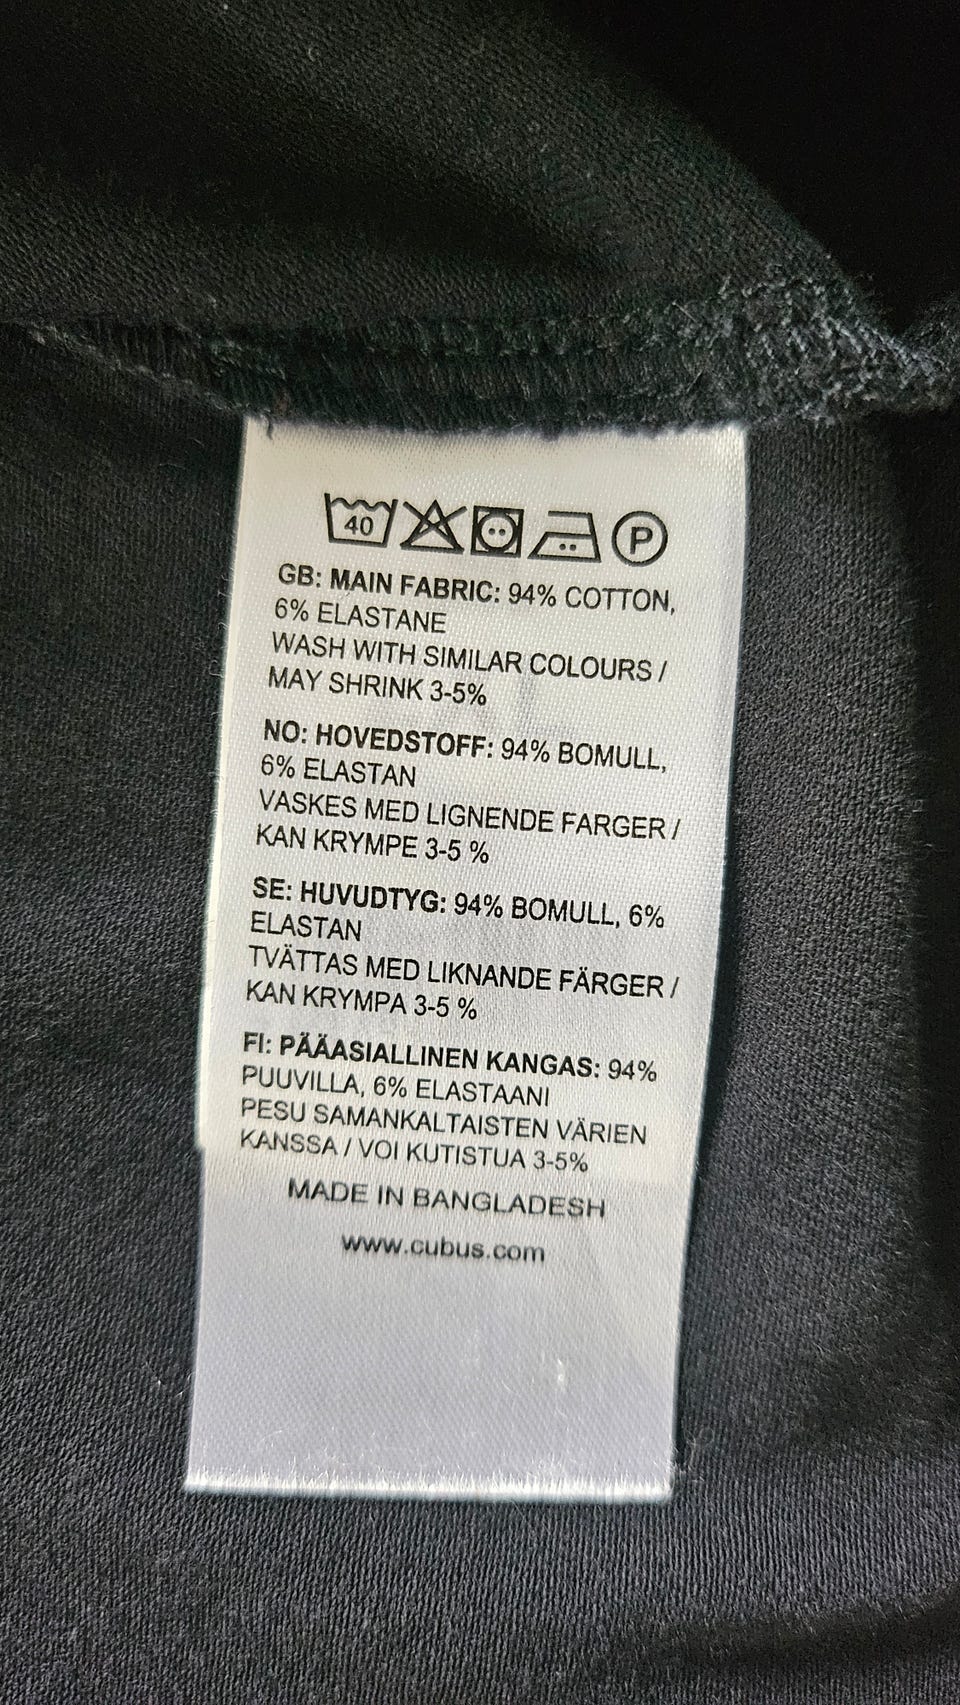 40 P
GB: MAIN FABRIC: 94% COTTON,
6% ELASTANE
WASH WITH SIMILAR COLOURS /
MAY SHRINK 3-5%
NO: HOVEDSTOFF: 94% BOMULL,
6% ELASTAN
VASKES MED LIGNENDE FARGER /
KAN KRYMPE 3-5 %
SE: HUVUDTYG: 94% BOMULL, 6%
ELASTAN
TVÄTTAS MED LIKNANDE FÄRGER /
KAN KRYMPA 3-5 %
FI: PÄÄASIALLINEN KANGAS: 94%
PUUVILLA, 6% ELASTAANI
PESU SAMANKALTAISTEN VÄRIEN
KANSSA / VOI KUTISTUA 3-5%
MADE IN BANGLADESH
www.cubus.com